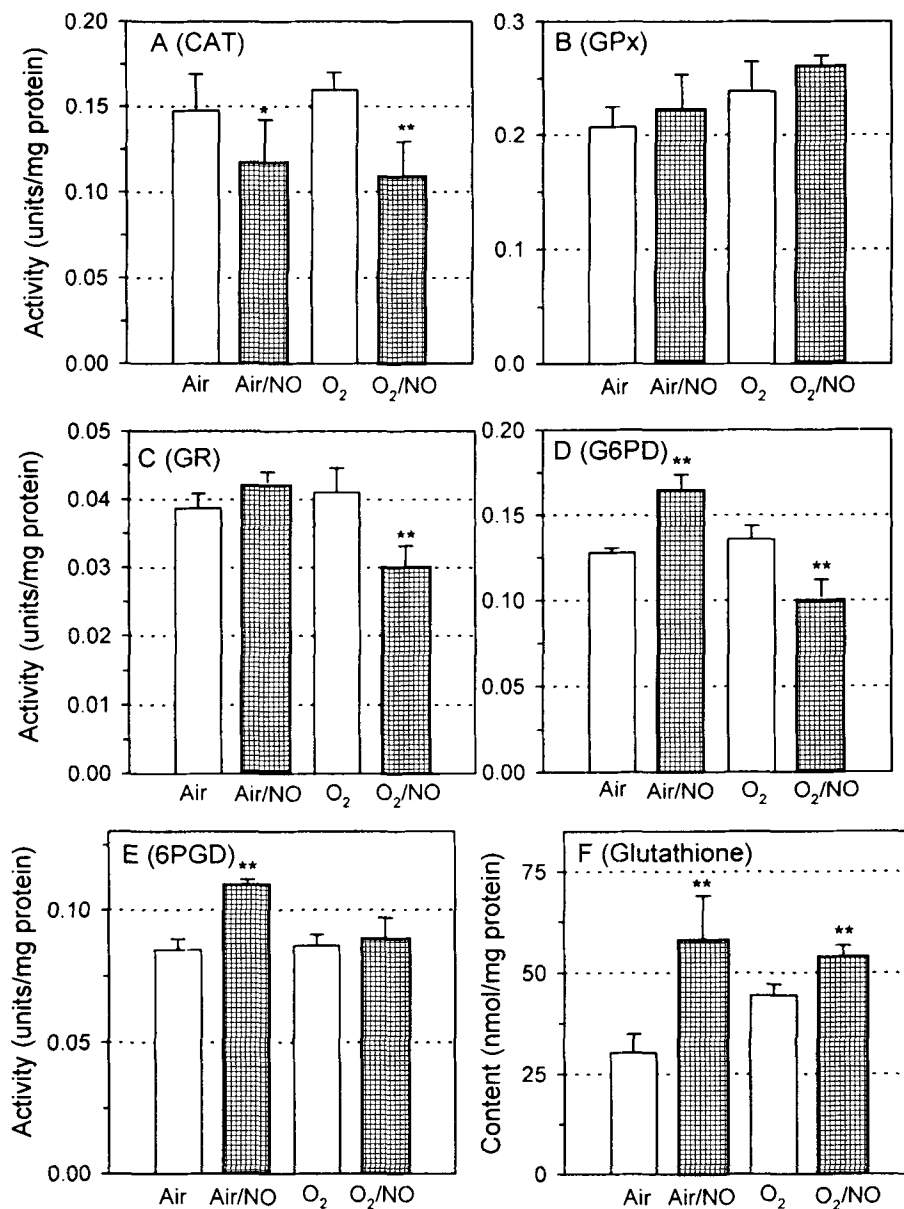 A (CAT)
Activity (units/mg protein)
0.20
0.15
0.10
0.05
0.00
*
**
Air Air/NO O₂ O₂/NO
B (GPx)
0.3
0.2
0.1
0.0
Air Air/NO O₂ O₂/NO
C (GR)
Activity (units/mg protein)
0.05
0.04
0.03
0.02
0.01
0.00
**
Air Air/NO O₂ O₂/NO
D (G6PD)
0.20
0.15
0.10
0.05
0.00
**
**
Air Air/NO O₂ O₂/NO
E (6PGD)
Activity (units/mg protein)
0.10
0.05
0.00
**
Air Air/NO O₂ O₂/NO
F (Glutathione)
Content (nmol/mg protein)
75
50
25
0
**
**
Air Air/NO O₂ O₂/NO